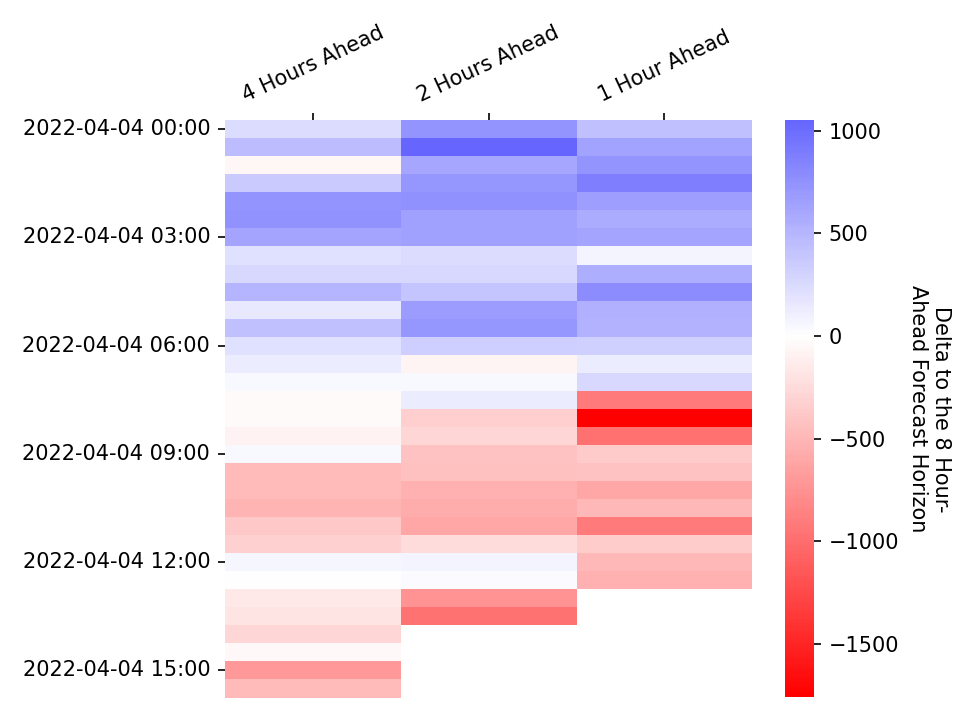 4 Hours Ahead
2 Hours Ahead
1 Hour Ahead
2022-04-04 00:00
2022-04-04 03:00
2022-04-04 06:00
2022-04-04 09:00
2022-04-04 12:00
2022-04-04 15:00
1000
500
0
−500
−1000
−1500
Delta to the 8 Hour-
Ahead Forecast Horizon